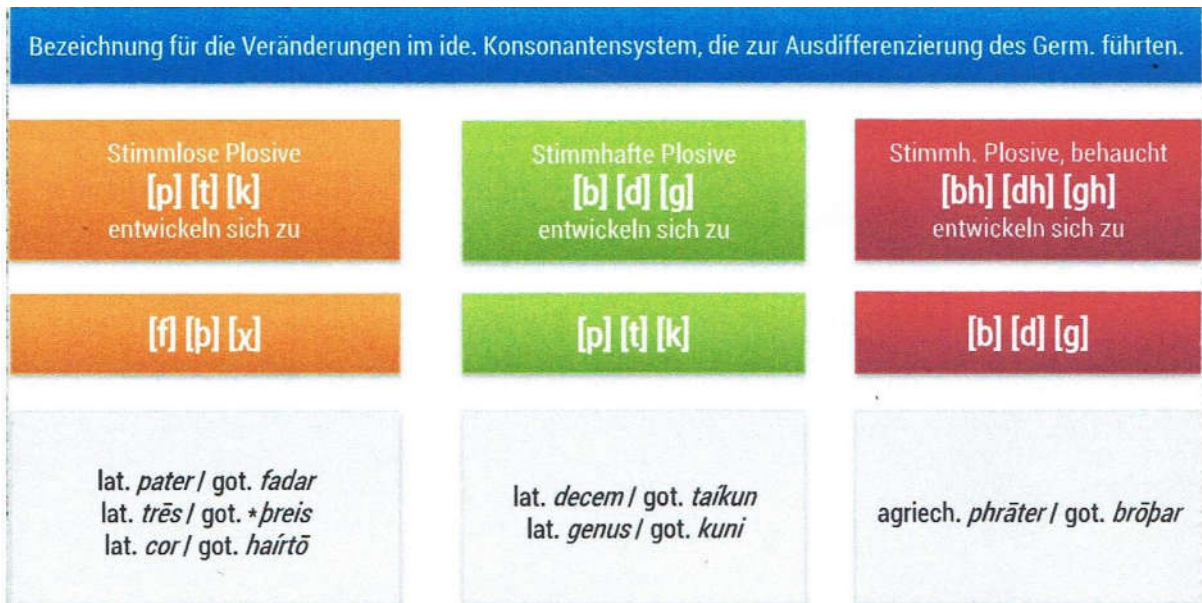 Bezeichnung für die Veränderungen im ide. Konsonantensystem, die zur Ausdifferenzierung des Germ. führten.
Stimmlose Plosive
[p] [t] [k]
entwickeln sich zu
[f] [þ] [χ]
lat. pater / got. fadar
lat. trēs / got. *þreis
lat. cor / got. haírtō
Stimmhafte Plosive
[b] [d] [g]
entwickeln sich zu
[p] [t] [k]
lat. decem / got. taíkun
lat. genus / got. kuni
Stimmh. Plosive, behaucht
[bh] [dh] [gh]
entwickeln sich zu
[b] [d] [g]
agriech. phrāter / got. brōþar